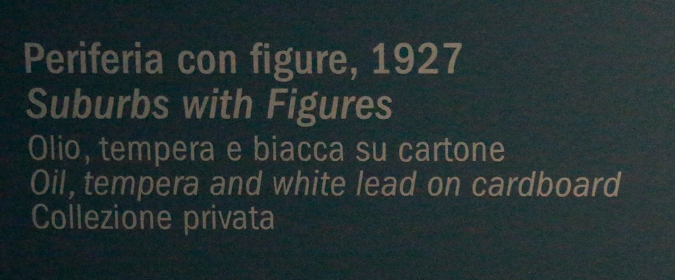 Periferia con figure, 1927
Suburbs with Figures
Olio, tempera e biacca su cartone
Oil, tempera and white lead on cardboard
Collezione privata